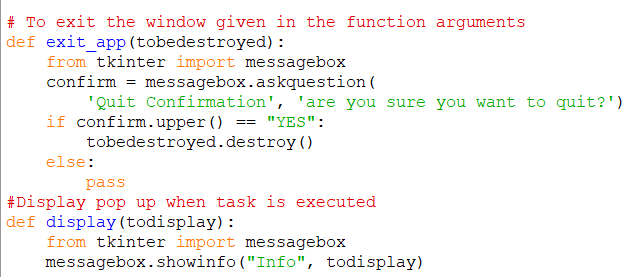 # To exit the window given in the function arguments
def exit_app(tobedestroyed):
    from tkinter import messagebox
    confirm = messagebox.askquestion(
        'Quit Confirmation', 'are you sure you want to quit?')
    if confirm.upper() == "YES":
        tobedestroyed.destroy()
    else:
        pass
#Display pop up when task is executed
def display(todisplay):
    from tkinter import messagebox
    messagebox.showinfo("Info", todisplay)